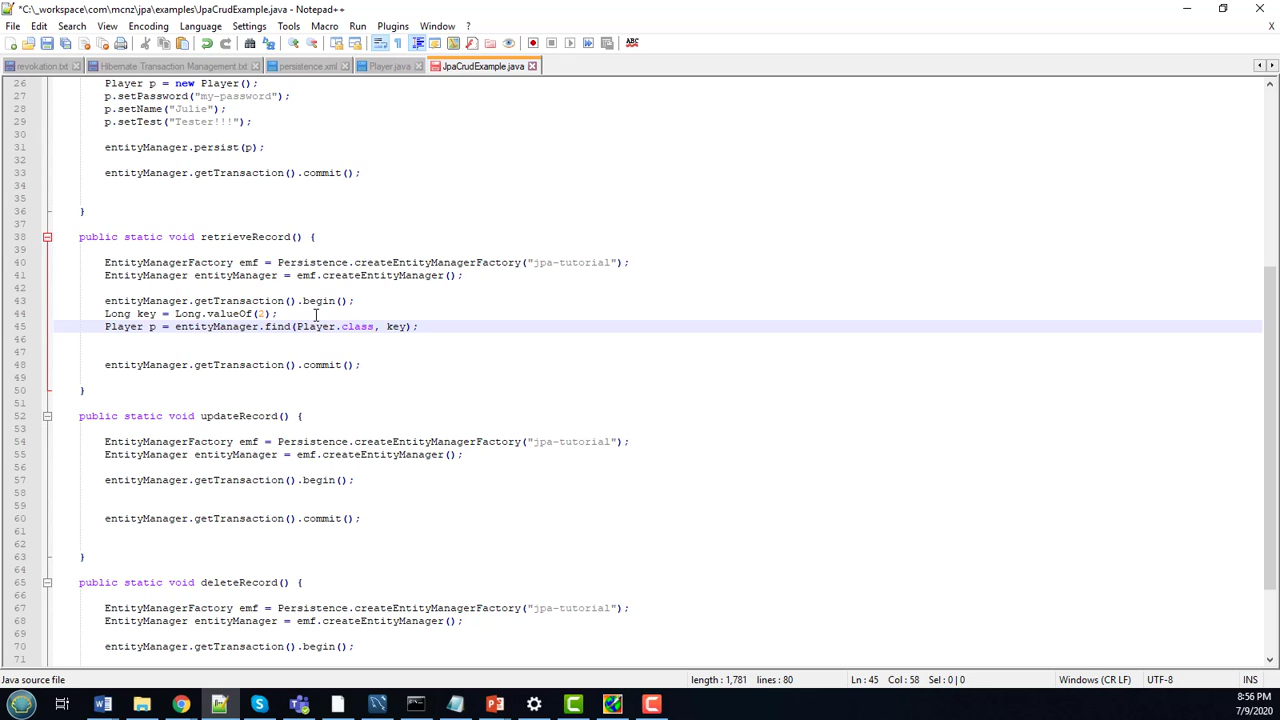 *C:\_workspace\com\mcnz\jpa\examples\JpaCrudExample.java - Notepad++
File Edit Search View Encoding Language Settings Tools Macro Run Plugins Window ? X
revokation.txt Hibernate Transaction Management.txt persistence.xml Player.java JpaCrudExample.java
26 Player p = new Player();
27 p.setPassword("my-password");
28 p.setName("Julie");
29 p.setTest("Tester!!!");
30
31 entityManager.persist(p);
32
33 entityManager.getTransaction().commit();
34
35
36 }
37
38 public static void retrieveRecord() {
39
40 EntityManagerFactory emf = Persistence.createEntityManagerFactory("jpa-tutorial");
41 EntityManager entityManager = emf.createEntityManager();
42
43 entityManager.getTransaction().begin();
44 Long key = Long.valueOf(2);
45 Player p = entityManager.find(Player.class, key);
46
47
48 entityManager.getTransaction().commit();
49
50 }
51
52 public static void updateRecord() {
53
54 EntityManagerFactory emf = Persistence.createEntityManagerFactory("jpa-tutorial");
55 EntityManager entityManager = emf.createEntityManager();
56
57 entityManager.getTransaction().begin();
58
59
60 entityManager.getTransaction().commit();
61
62
63 }
64
65 public static void deleteRecord() {
66
67 EntityManagerFactory emf = Persistence.createEntityManagerFactory("jpa-tutorial");
68 EntityManager entityManager = emf.createEntityManager();
69
70 entityManager.getTransaction().begin();
71
Java source file length : 1,781 lines : 80 Ln : 45 Col : 58 Sel : 0 | 0 Windows (CR LF) UTF-8 INS
8:56 PM
7/9/2020